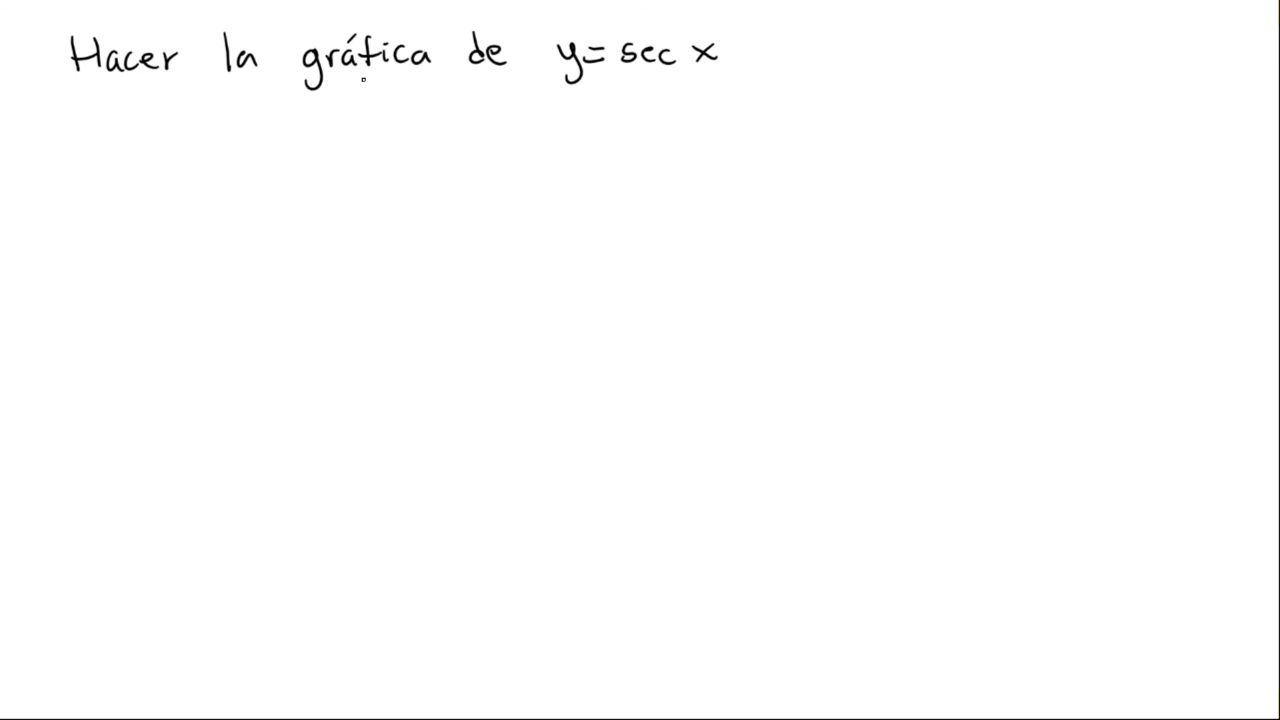 Hacer la gráfica de y = sec x